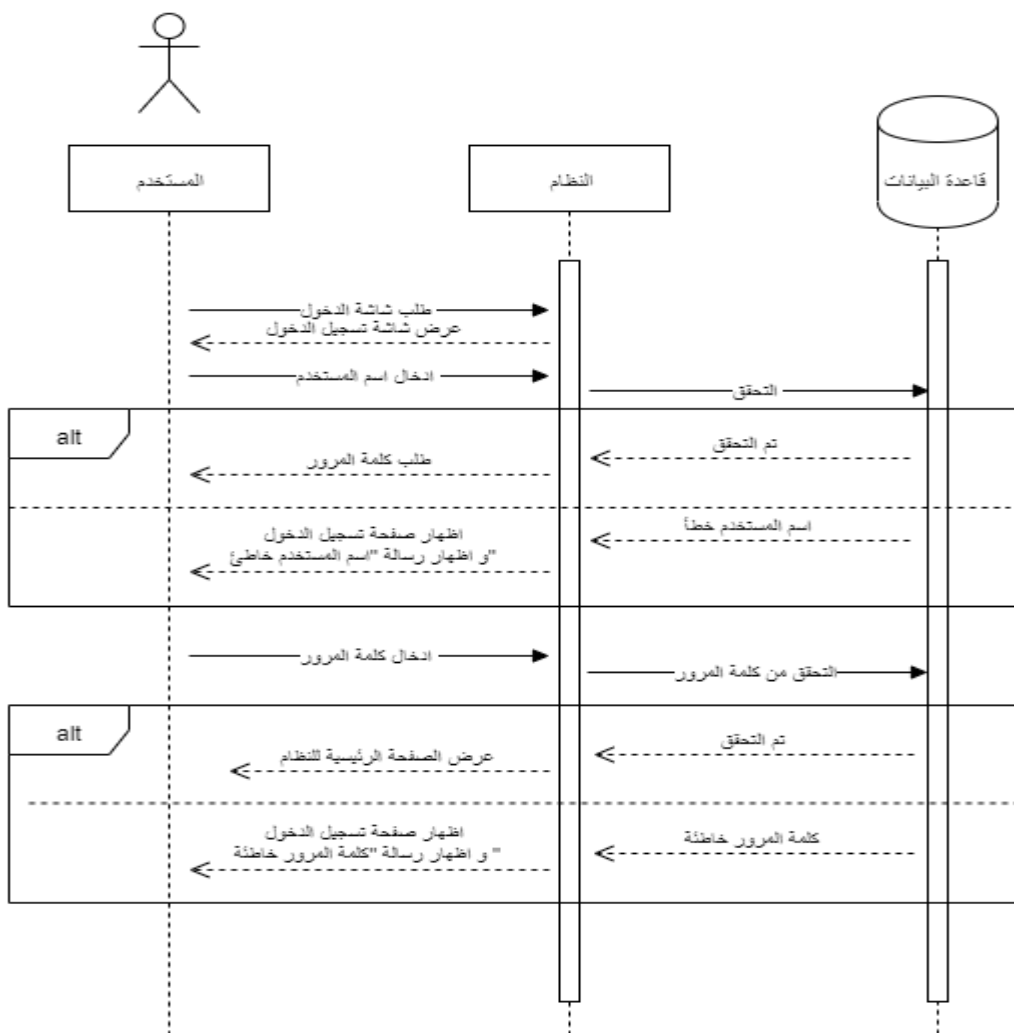 المستخدم
النظام
قاعدة البيانات
طلب شاشة الدخول
عرض شاشة تسجيل الدخول
ادخال اسم المستخدم
التحقق
alt
تم التحقق
طلب كلمة المرور
اسم المستخدم خطأ
اظهار صفحة تسجيل الدخول
و اظهار رسالة "اسم المستخدم خاطئ"
ادخال كلمة المرور
التحقق من كلمة المرور
alt
تم التحقق
عرض الصفحة الرئيسية للنظام
كلمة المرور خاطئة
اظهار صفحة تسجيل الدخول
و اظهار رسالة "كلمة المرور خاطئة "